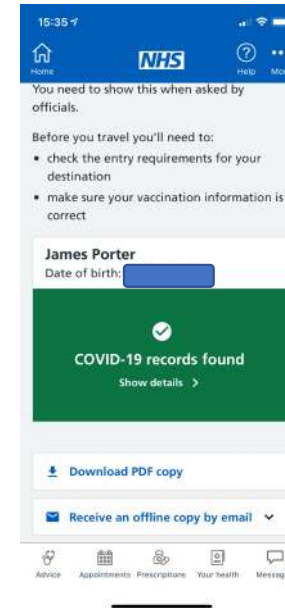 15:35
Home
NHS
Help
You need to show this when asked by
officials.
Before you travel you'll need to:
• check the entry requirements for your
destination
• make sure your vaccination information is
correct
James Porter
Date of birth:
COVID-19 records found
Show details >
Download PDF copy
Receive an offline copy by email
Advice Appointments Prescriptions Your health